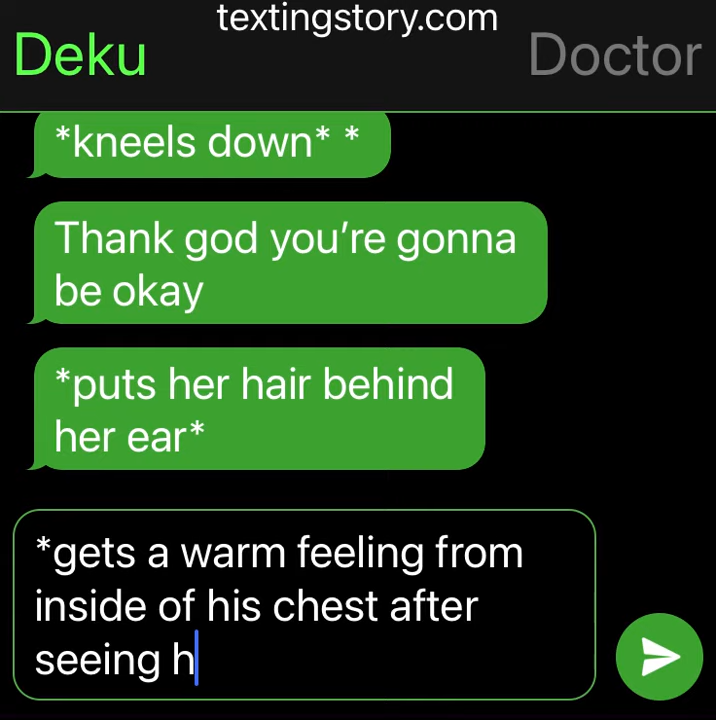 textingstory.com
Deku
Doctor
*kneels down* *
Thank god you’re gonna
be okay
*puts her hair behind
her ear*
*gets a warm feeling from
inside of his chest after
seeing h